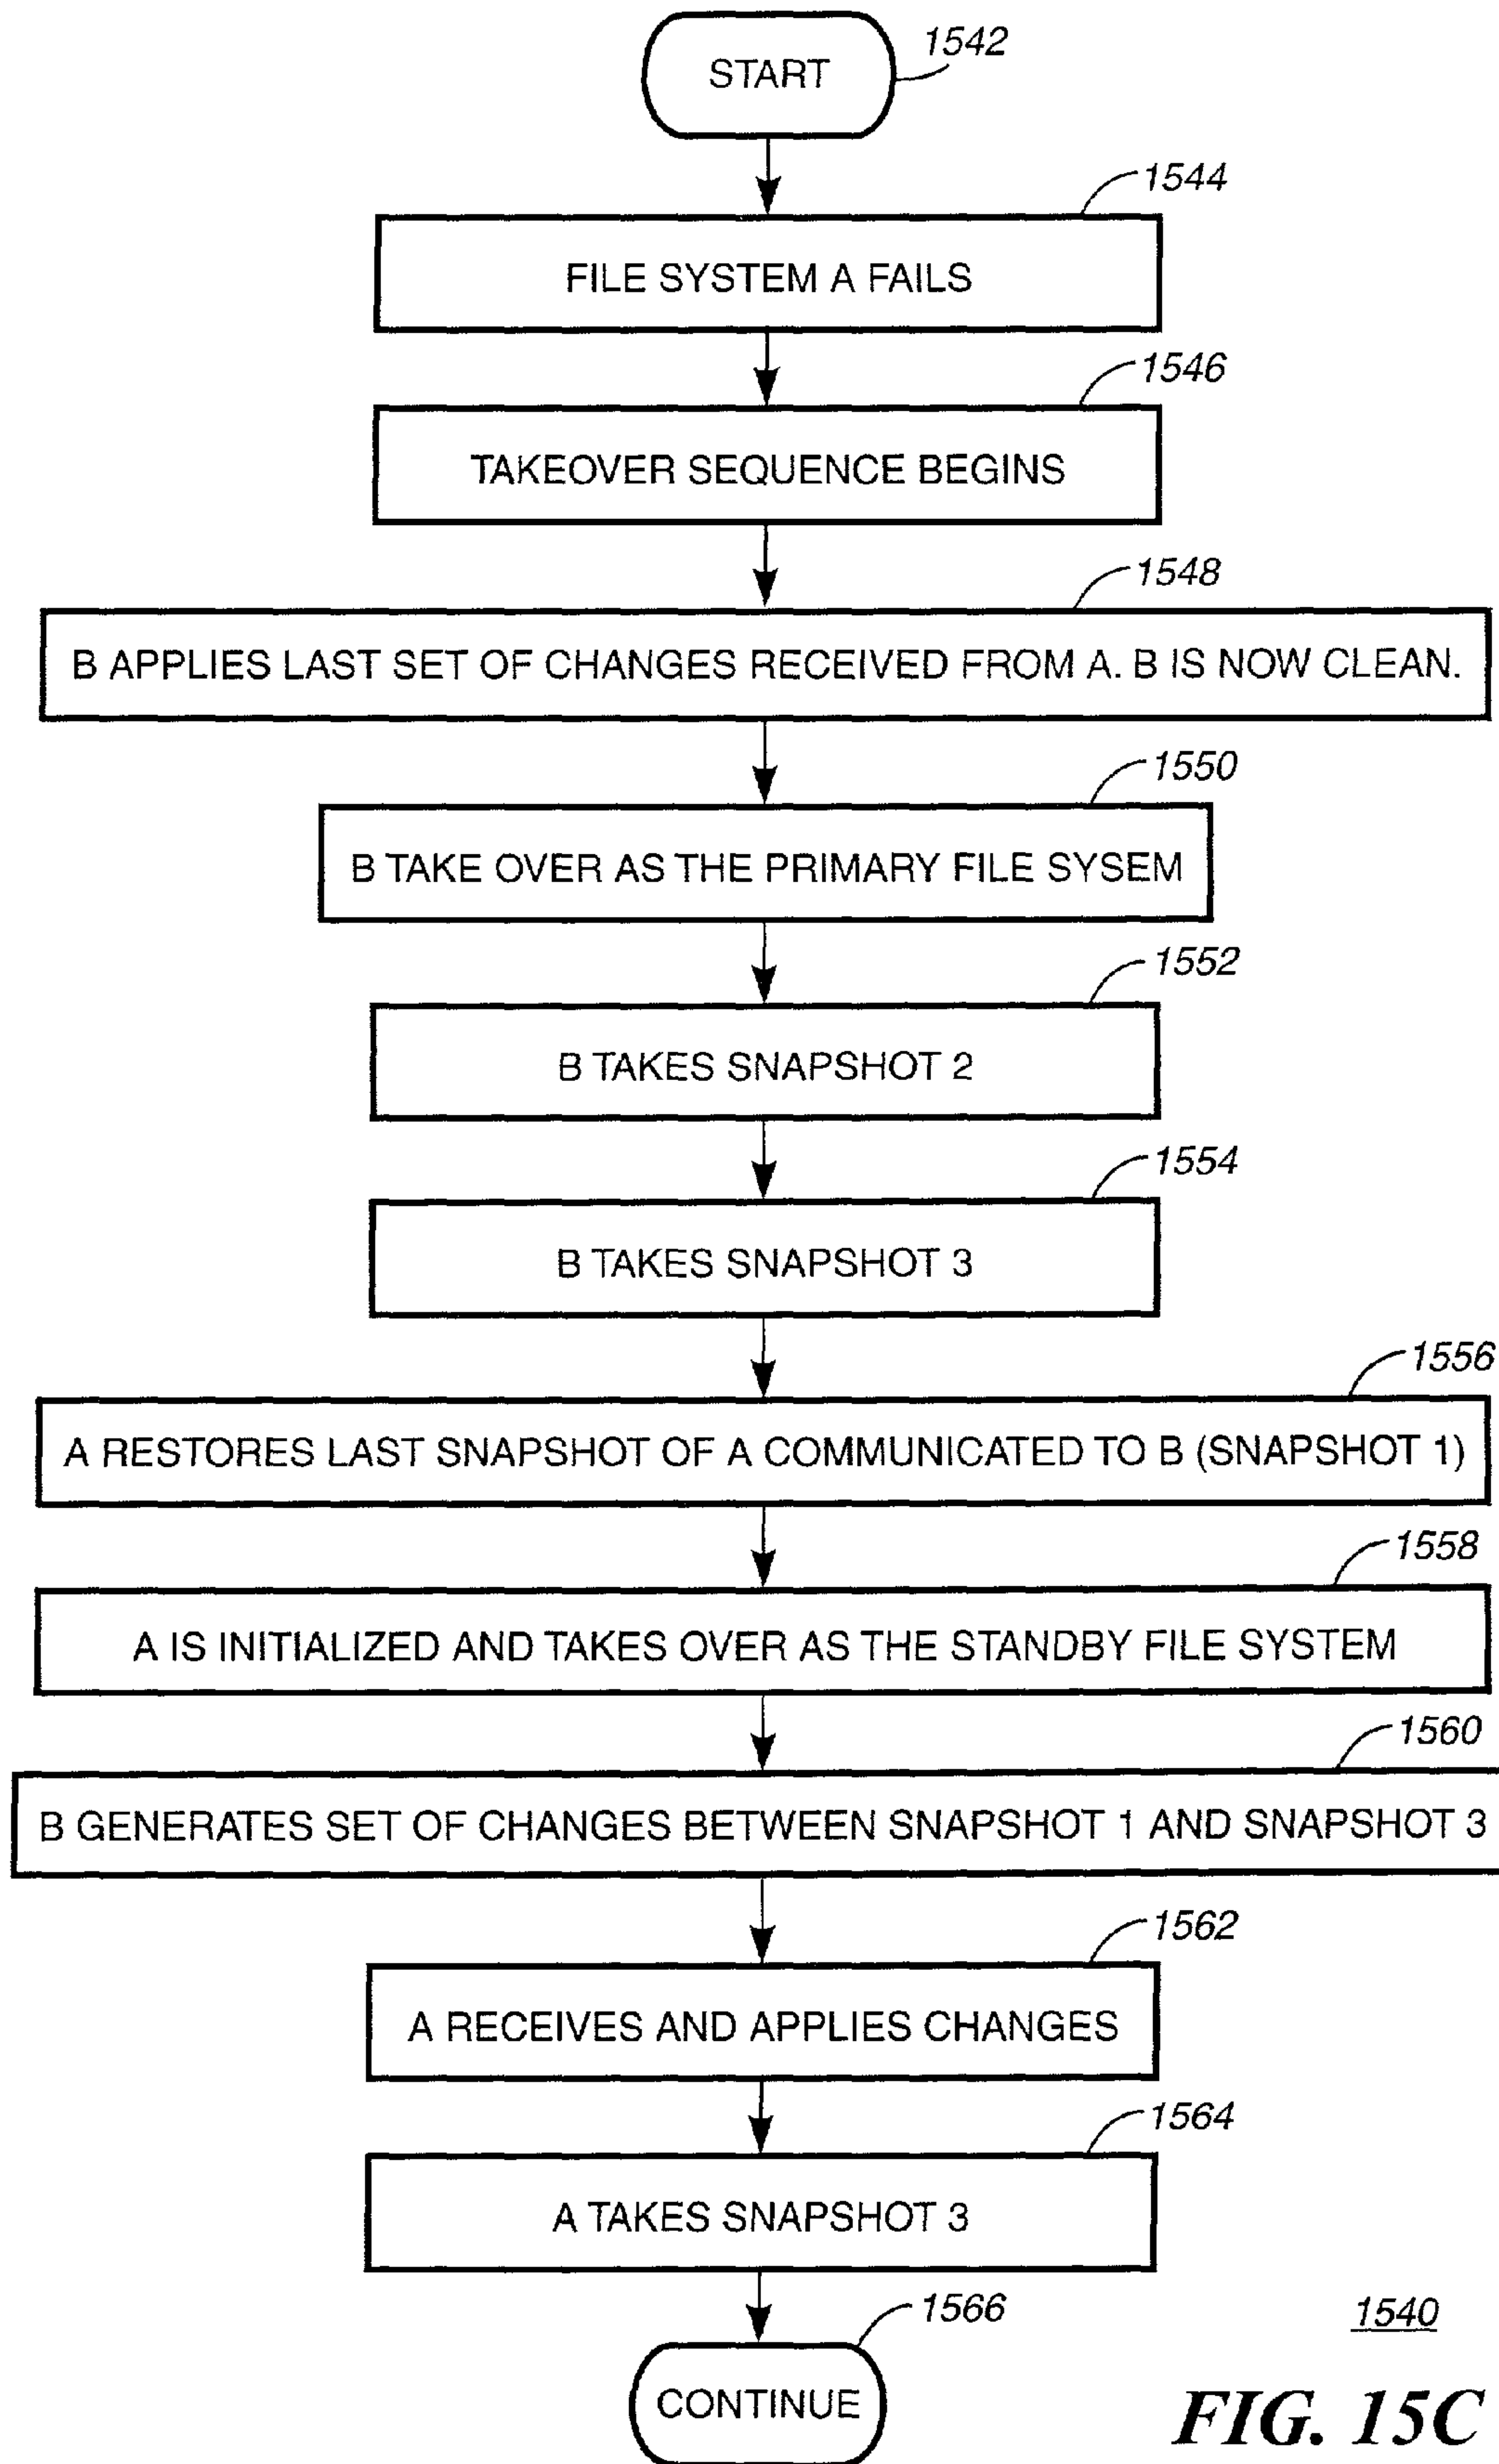 START
1542
1544
FILE SYSTEM A FAILS
1546
TAKEOVER SEQUENCE BEGINS
1548
B APPLIES LAST SET OF CHANGES RECEIVED FROM A. B IS NOW CLEAN.
1550
B TAKE OVER AS THE PRIMARY FILE SYSEM
1552
B TAKES SNAPSHOT 2
1554
B TAKES SNAPSHOT 3
1556
A RESTORES LAST SNAPSHOT OF A COMMUNICATED TO B (SNAPSHOT 1)
1558
A IS INITIALIZED AND TAKES OVER AS THE STANDBY FILE SYSTEM
1560
B GENERATES SET OF CHANGES BETWEEN SNAPSHOT 1 AND SNAPSHOT 3
1562
A RECEIVES AND APPLIES CHANGES
1564
A TAKES SNAPSHOT 3
1566
CONTINUE
1540
FIG. 15C